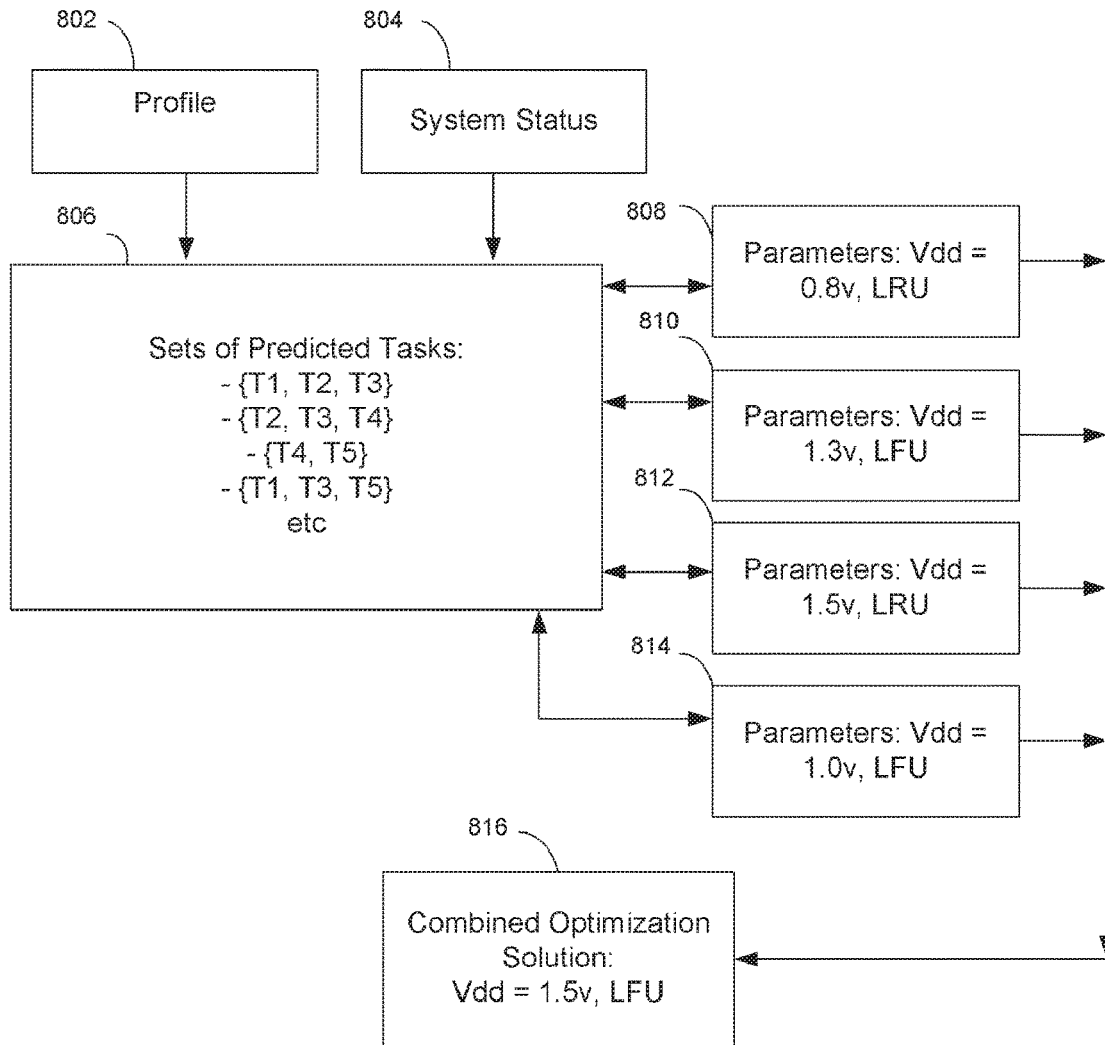 802
804
Profile
System Status
806
808
Parameters: Vdd =
0.8v, LRU
810
Sets of Predicted Tasks:
- {T1, T2, T3}
- {T2, T3, T4}
- {T4, T5}
- {T1, T3, T5}
etc
Parameters: Vdd =
1.3v, LFU
812
Parameters: Vdd =
1.5v, LRU
814
Parameters: Vdd =
1.0v, LFU
816
Combined Optimization
Solution:
Vdd = 1.5v, LFU